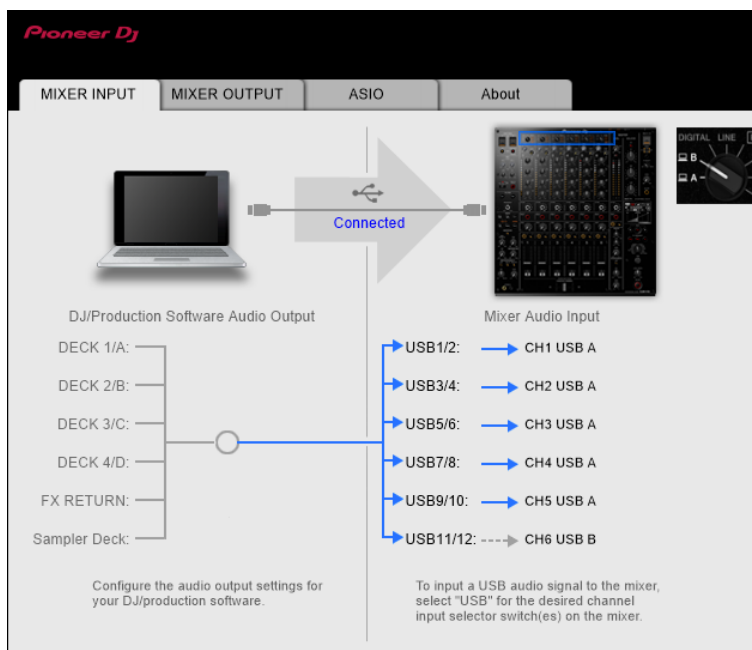 Pioneer Dj
MIXER INPUT
MIXER OUTPUT
ASIO
About
DIGITAL LINE
B
A
Connected
DJ/Production Software Audio Output
Mixer Audio Input
DECK 1/A:
DECK 2/B:
DECK 3/C:
DECK 4/D:
FX RETURN:
Sampler Deck:
USB1/2: CH1 USB A
USB3/4: CH2 USB A
USB5/6: CH3 USB A
USB7/8: CH4 USB A
USB9/10: CH5 USB A
USB11/12: CH6 USB B
Configure the audio output settings for
your DJ/production software.
To input a USB audio signal to the mixer,
select "USB" for the desired channel
input selector switch(es) on the mixer.